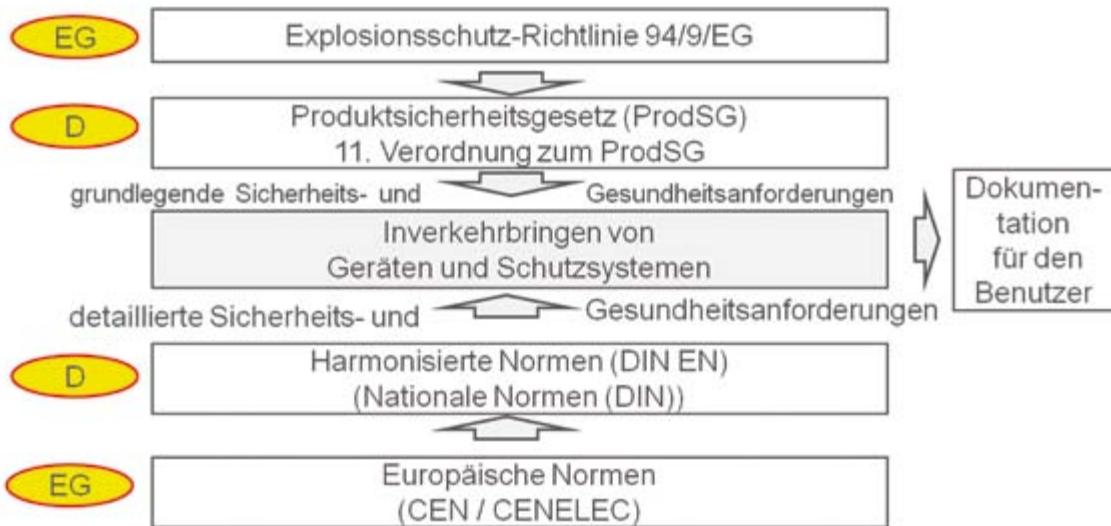 EG
Explosionsschutz-Richtlinie 94/9/EG
D
Produktsicherheitsgesetz (ProdSG)
11. Verordnung zum ProdSG
grundlegende Sicherheits- und Gesundheitsanforderungen
Inverkehrbringen von
Geräten und Schutzsystemen
Dokumen-
tation
für den
Benutzer
detaillierte Sicherheits- und Gesundheitsanforderungen
D
Harmonisierte Normen (DIN EN)
(Nationale Normen (DIN))
EG
Europäische Normen
(CEN / CENELEC)